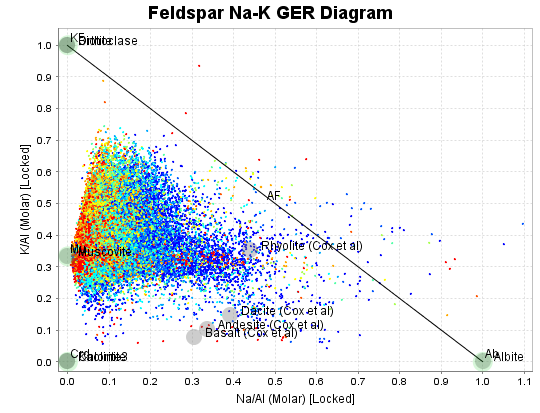 Feldspar Na-K GER Diagram
K/Al (Molar) [Locked]
1.0
0.9
0.8
0.7
0.6
0.5
0.4
0.3
0.2
0.1
0.0
AF
Rhyolite (Cox et al)
Muscovite
Dacite (Cox et al)
Andesite (Cox et al)
Basalt (Cox et al)
Ab
Albite
0.0 0.1 0.2 0.3 0.4 0.5 0.6 0.7 0.8 0.9 1.0 1.1
Na/Al (Molar) [Locked]